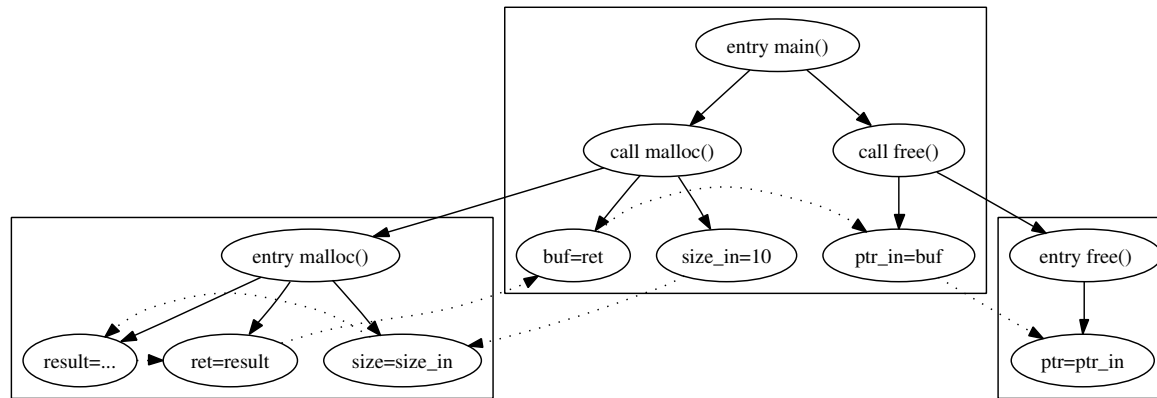 entry main()
call malloc()
call free()
entry malloc()
buf=ret
size_in=10
ptr_in=buf
entry free()
result=...
ret=result
size=size_in
ptr=ptr_in